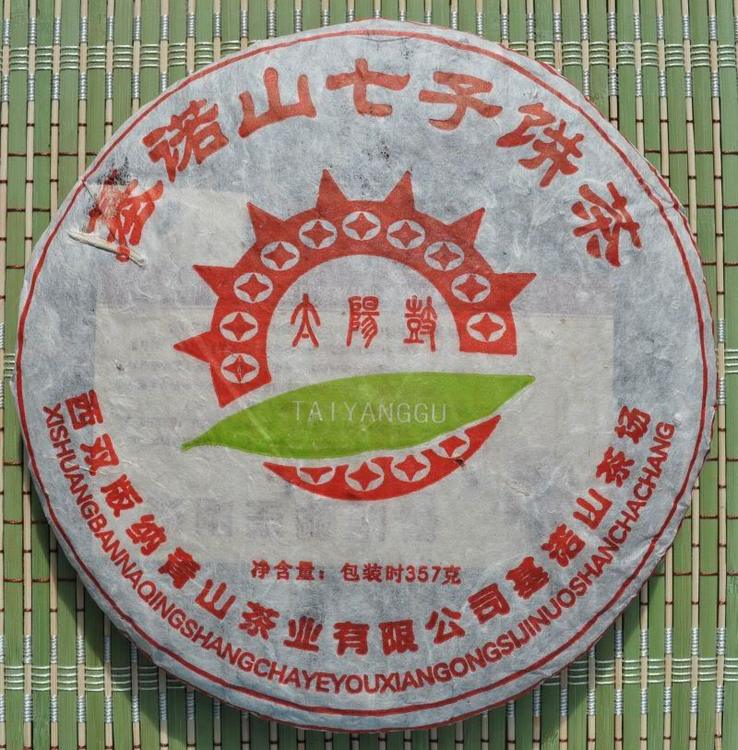 基诺山七子饼茶
太陽鼓
TAIYANGGU
净含量：包装时357克
西双版纳青山茶业有限公司基诺山茶场
XISHUANGBANNAQINGSHANGCHAYEYOUXIANGONGSIJINUOSHANCHACHANG